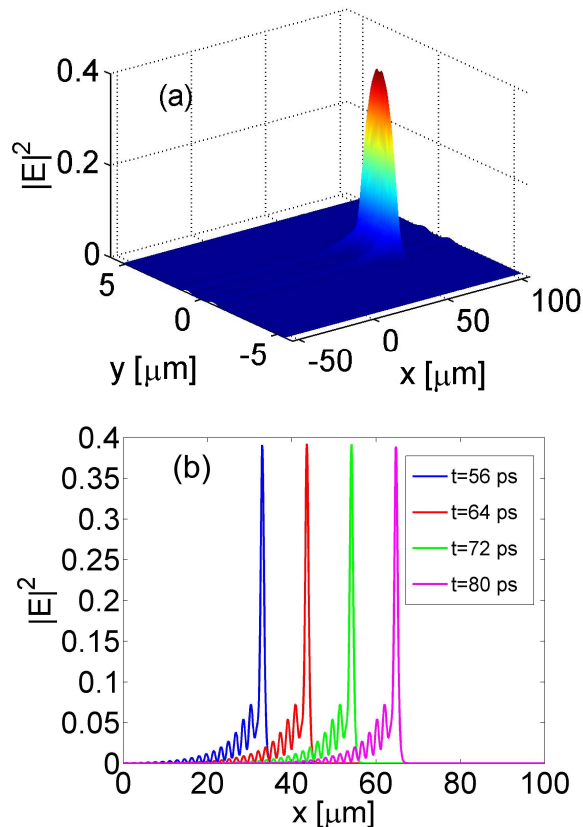 (a)
|E|²
0.4
0.2
0
5
0
-5
y [μm]
-50
0
50
100
x [μm]
(b)
|E|²
0.4
0.35
0.3
0.25
0.2
0.15
0.1
0.05
0
0 20 40 60 80 100
x [μm]
t=56 ps
t=64 ps
t=72 ps
t=80 ps